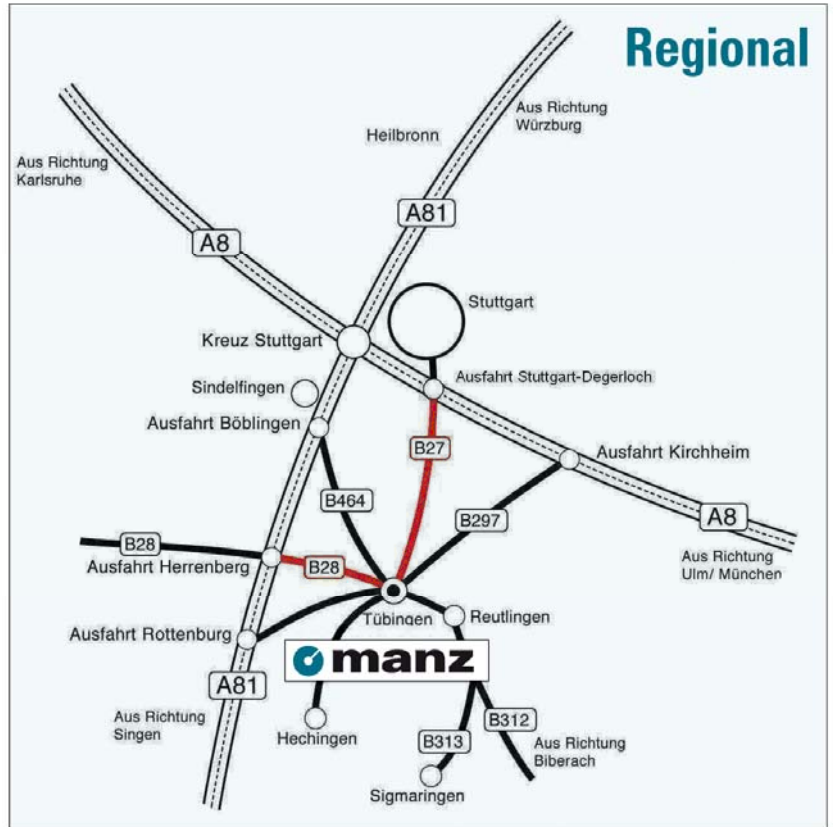 Regional
Aus Richtung
Würzburg
Heilbronn
Aus Richtung
Karlsruhe
A81
A8
Stuttgart
Kreuz Stuttgart
Ausfahrt Stuttgart-Degerloch
Sindelfingen
Ausfahrt Böblingen
B27
Ausfahrt Kirchheim
B464
B297
A8
B28
Aus Richtung
Ulm/ München
Ausfahrt Herrenberg
B28
Tübingen
Reutlingen
Ausfahrt Rottenburg
manz
A81
Aus Richtung
Singen
B312
Hechingen
B313
Aus Richtung
Biberach
Sigmaringen